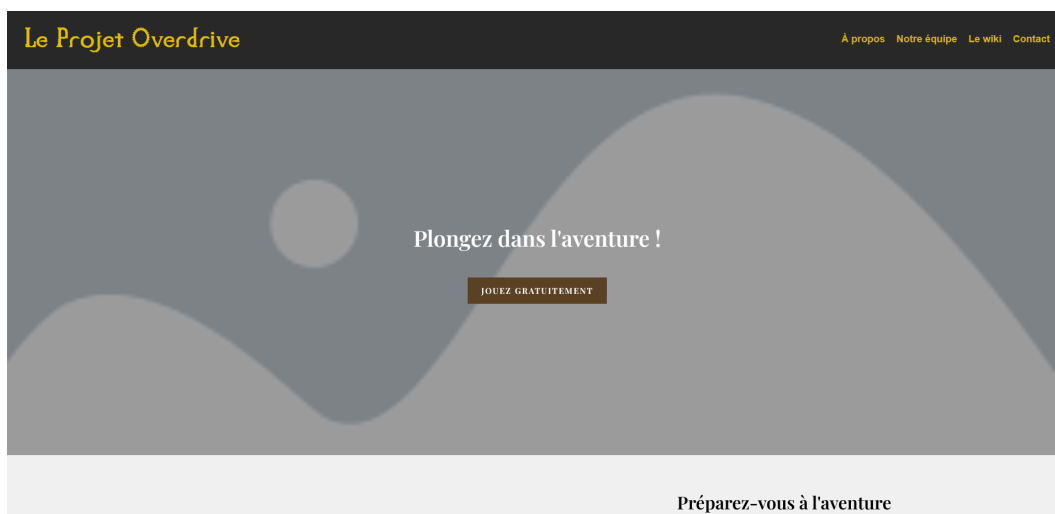 Le Projet Overdrive
À propos Notre équipe Le wiki Contact
Plongez dans l'aventure !
JOUEZ GRATUITEMENT
Préparez-vous à l'aventure